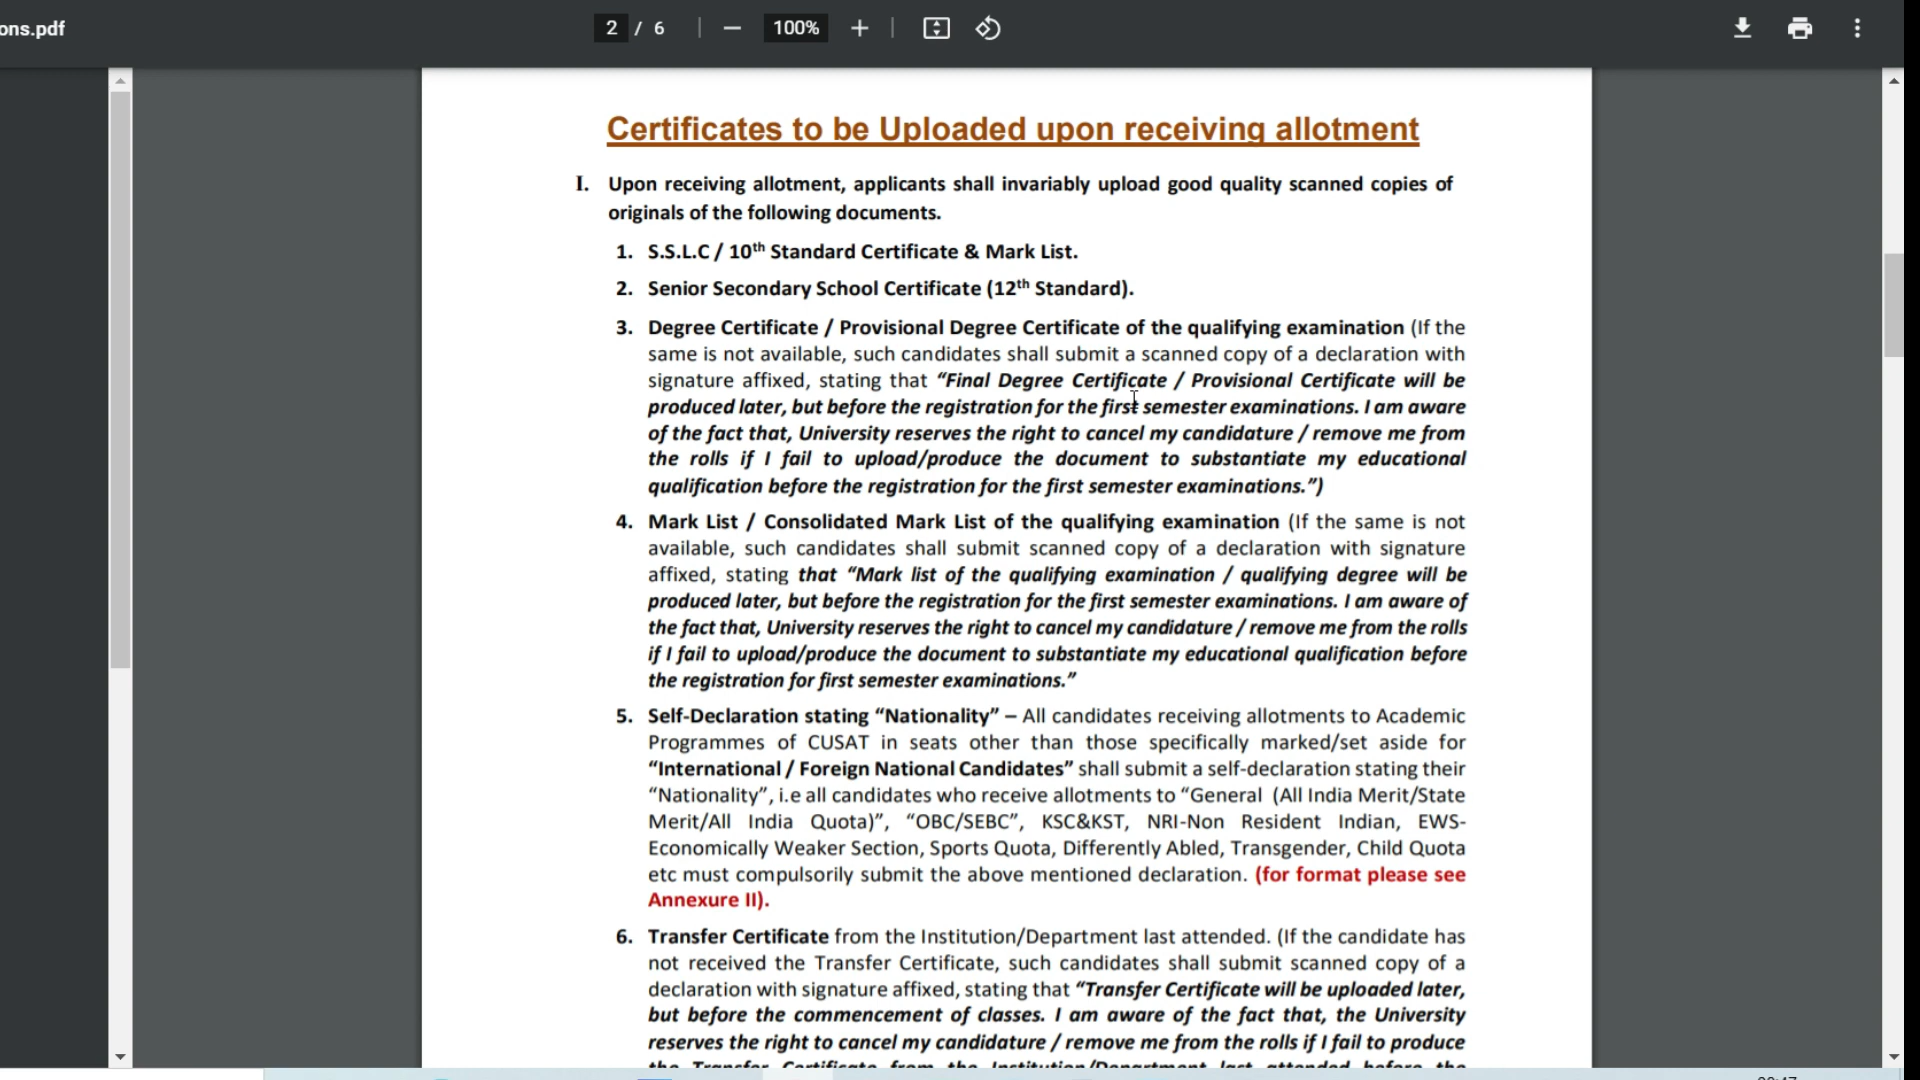 ons.pdf
2 / 6
100%
Certificates to be Uploaded upon receiving allotment
I. Upon receiving allotment, applicants shall invariably upload good quality scanned copies of
originals of the following documents.
1. S.S.L.C / 10th Standard Certificate & Mark List.
2. Senior Secondary School Certificate (12th Standard).
3. Degree Certificate / Provisional Degree Certificate of the qualifying examination (If the
same is not available, such candidates shall submit a scanned copy of a declaration with
signature affixed, stating that “Final Degree Certificate / Provisional Certificate will be
produced later, but before the registration for the first semester examinations. I am aware
of the fact that, University reserves the right to cancel my candidature / remove me from
the rolls if I fail to upload/produce the document to substantiate my educational
qualification before the registration for the first semester examinations.”)
4. Mark List / Consolidated Mark List of the qualifying examination (If the same is not
available, such candidates shall submit scanned copy of a declaration with signature
affixed, stating that “Mark list of the qualifying examination / qualifying degree will be
produced later, but before the registration for the first semester examinations. I am aware of
the fact that, University reserves the right to cancel my candidature / remove me from the rolls
if I fail to upload/produce the document to substantiate my educational qualification before
the registration for first semester examinations.”
5. Self-Declaration stating “Nationality” – All candidates receiving allotments to Academic
Programmes of CUSAT in seats other than those specifically marked/set aside for
“International / Foreign National Candidates” shall submit a self-declaration stating their
“Nationality”, i.e all candidates who receive allotments to “General (All India Merit/State
Merit/All India Quota)”, “OBC/SEBC”, KSC&KST, NRI-Non Resident Indian, EWS-
Economically Weaker Section, Sports Quota, Differently Abled, Transgender, Child Quota
etc must compulsorily submit the above mentioned declaration. (for format please see
Annexure II).
6. Transfer Certificate from the Institution/Department last attended. (If the candidate has
not received the Transfer Certificate, such candidates shall submit scanned copy of a
declaration with signature affixed, stating that “Transfer Certificate will be uploaded later,
but before the commencement of classes. I am aware of the fact that, the University
reserves the right to cancel my candidature / remove me from the rolls if I fail to produce
the Transfer Certificate from the Institution/Department last attended before the